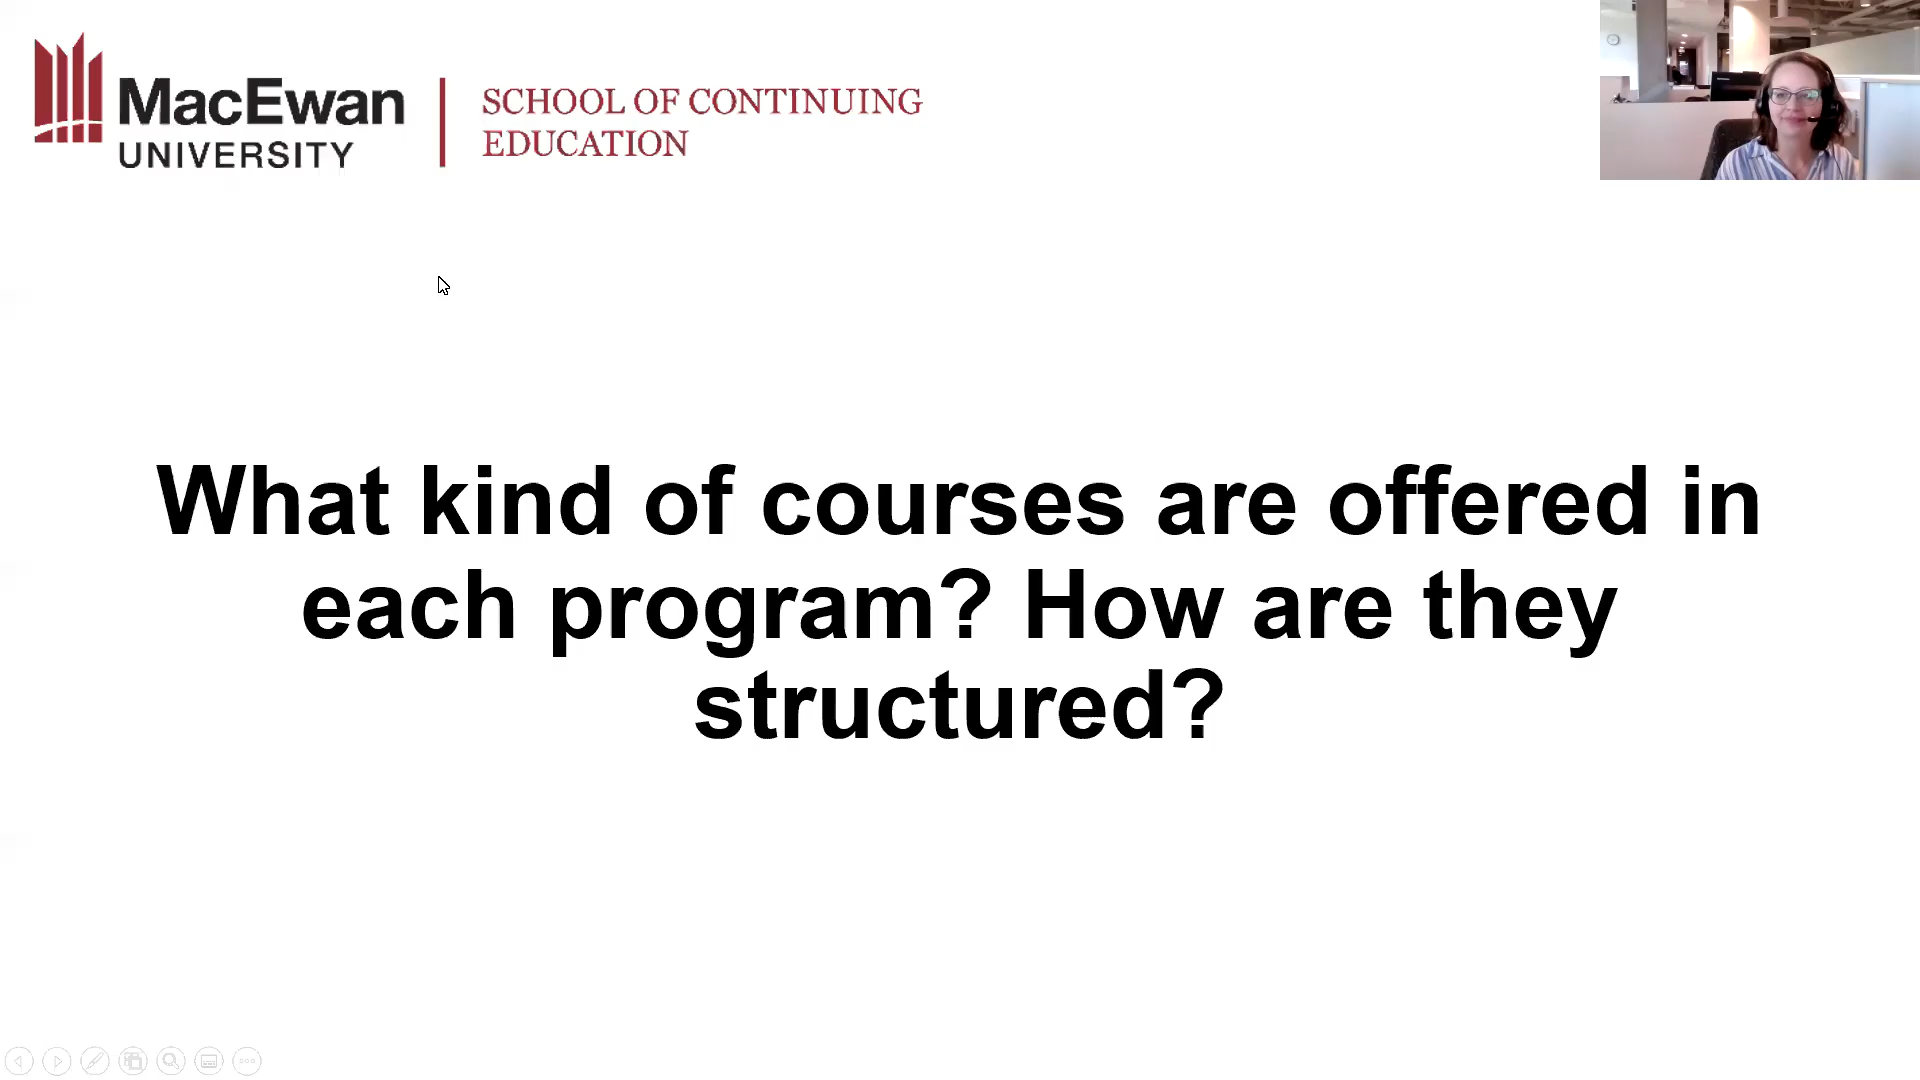 MacEwan
UNIVERSITY
SCHOOL OF CONTINUING
EDUCATION
What kind of courses are offered in
each program? How are they
structured?